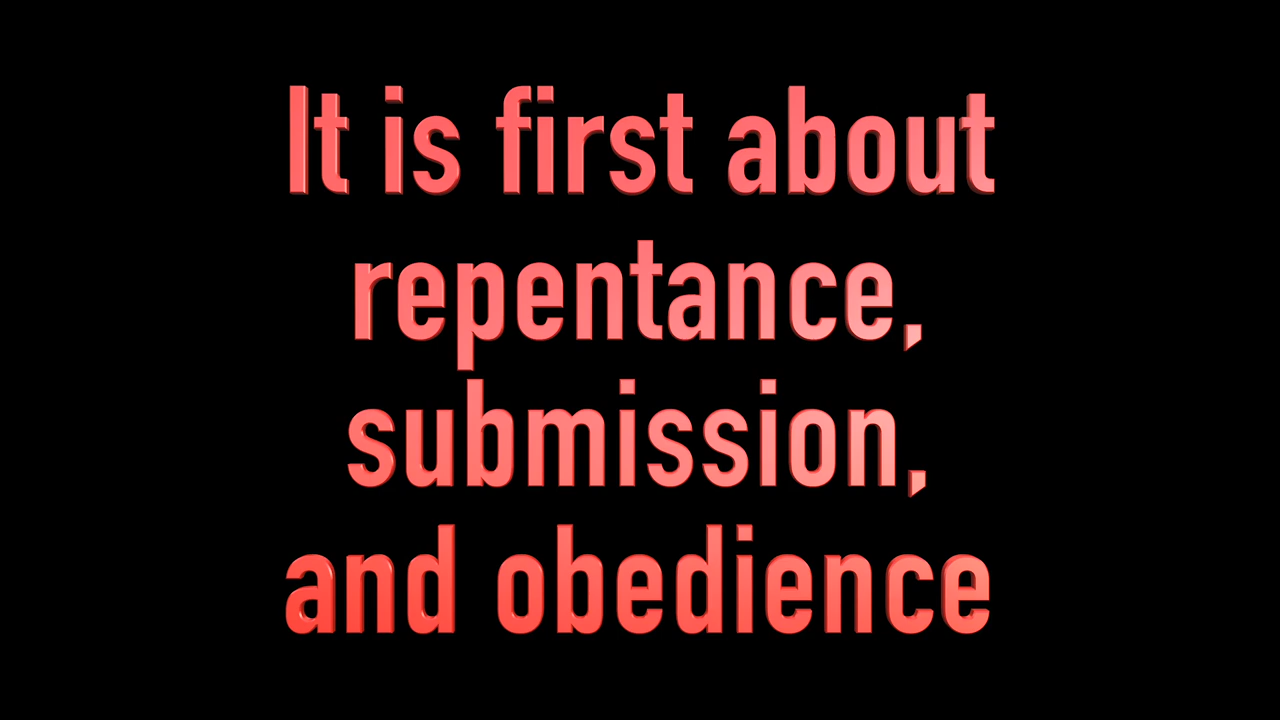 It is first about
repentance,
submission,
and obedience